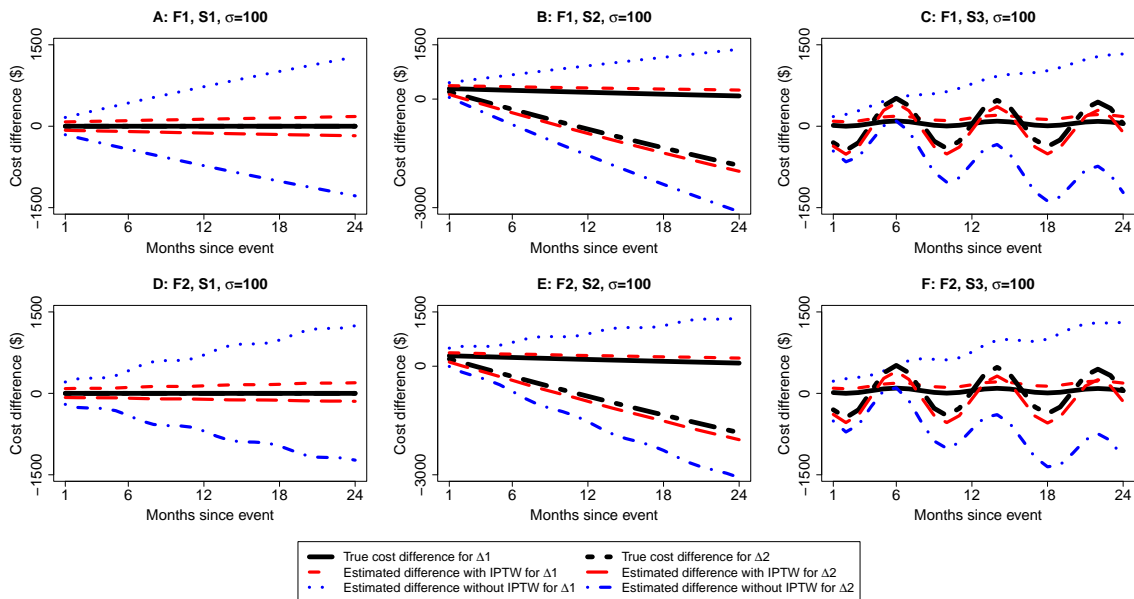 A: F1, S1, σ=100
B: F1, S2, σ=100
C: F1, S3, σ=100
Cost difference ($)
1500
0
−1500
1 6 12 18 24
Months since event
Cost difference ($)
1500
0
−3000
1 6 12 18 24
Months since event
Cost difference ($)
1500
0
−1500
1 6 12 18 24
Months since event
D: F2, S1, σ=100
E: F2, S2, σ=100
F: F2, S3, σ=100
Cost difference ($)
1500
0
−1500
1 6 12 18 24
Months since event
Cost difference ($)
1500
0
−3000
1 6 12 18 24
Months since event
Cost difference ($)
1500
0
−1500
1 6 12 18 24
Months since event
True cost difference for Δ1
Estimated difference with IPTW for Δ1
Estimated difference without IPTW for Δ1
True cost difference for Δ2
Estimated difference with IPTW for Δ2
Estimated difference without IPTW for Δ2